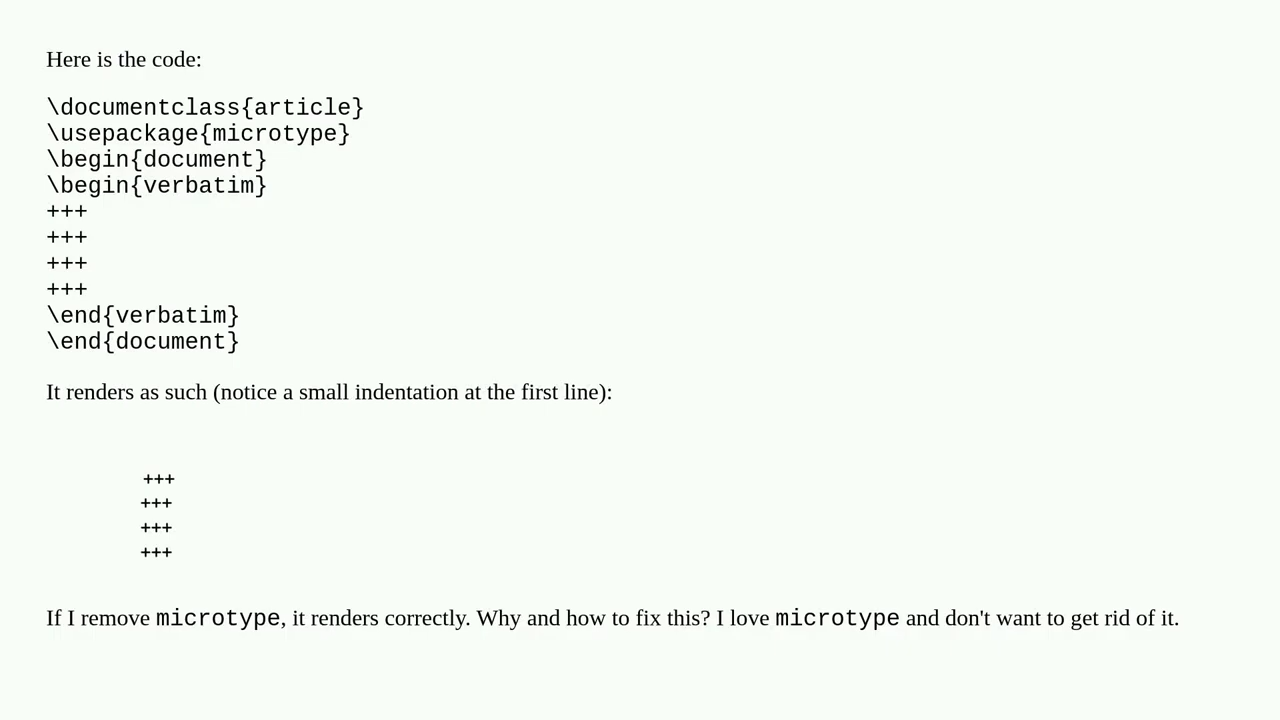 Here is the code:
\documentclass{article}
\usepackage{microtype}
\begin{document}
\begin{verbatim}
+++
+++
+++
+++
\end{verbatim}
\end{document}
It renders as such (notice a small indentation at the first line):
+++
+++
+++
+++
If I remove microtype, it renders correctly. Why and how to fix this? I love microtype and don't want to get rid of it.